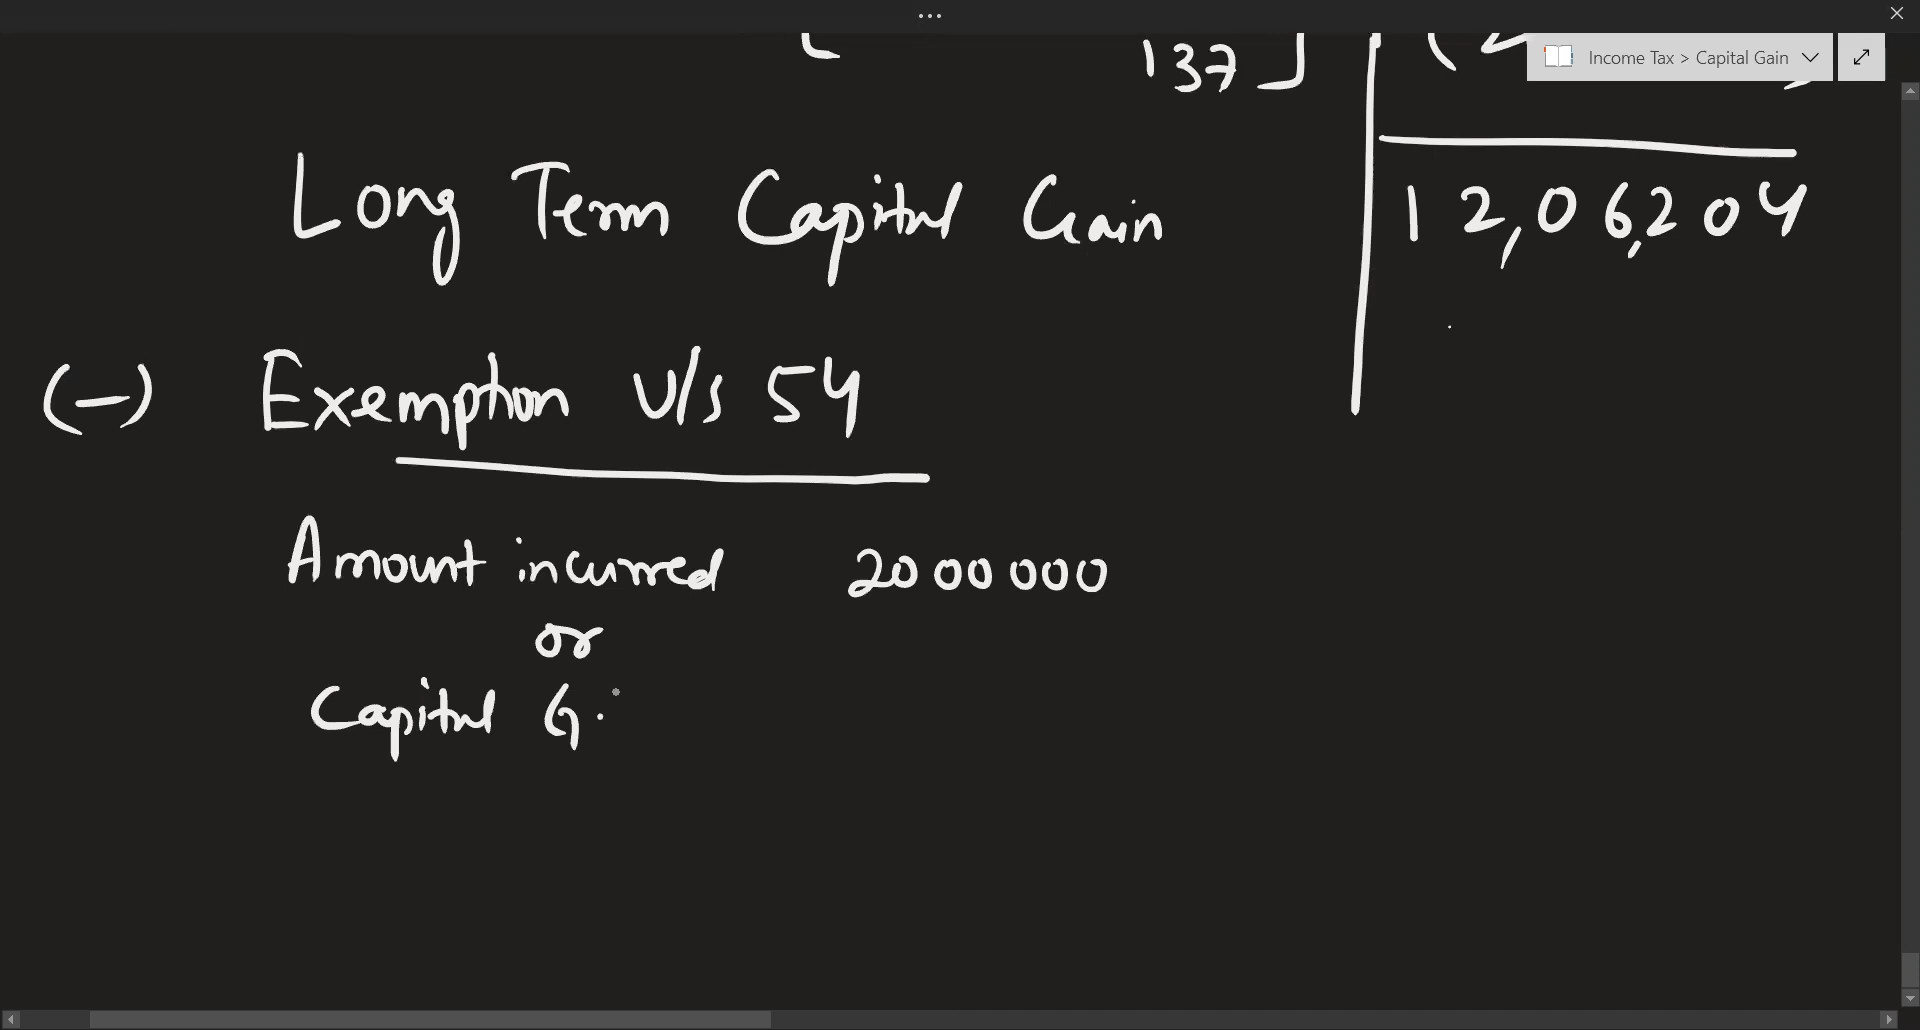 137]
Income Tax > Capital Gain
Long Term Capital Gain 12,06,204
(-) Exemption U/s 54
Amount incurred 2000000
or
Capital G.